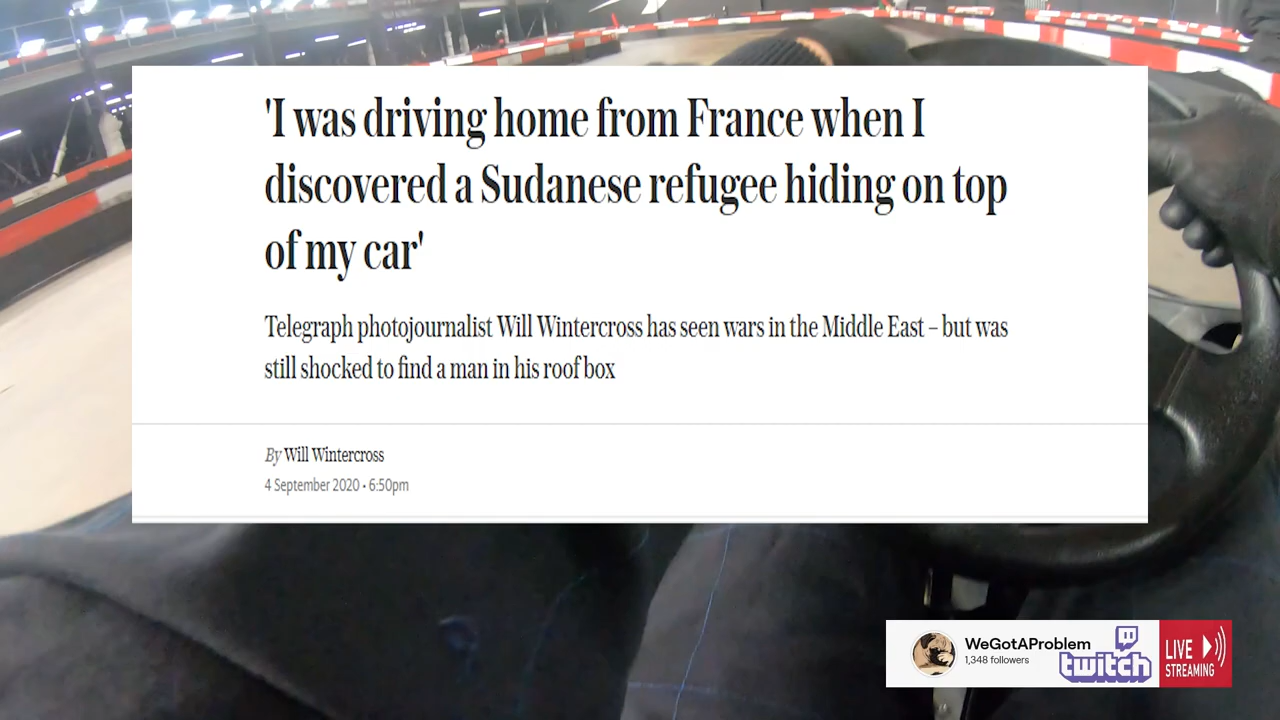 'I was driving home from France when I
discovered a Sudanese refugee hiding on top
of my car'
Telegraph photojournalist Will Wintercross has seen wars in the Middle East – but was
still shocked to find a man in his roof box
By Will Wintercross
4 September 2020 • 6:50pm
WeGotAProblem
1,348 followers
twitch
LIVE
STREAMING